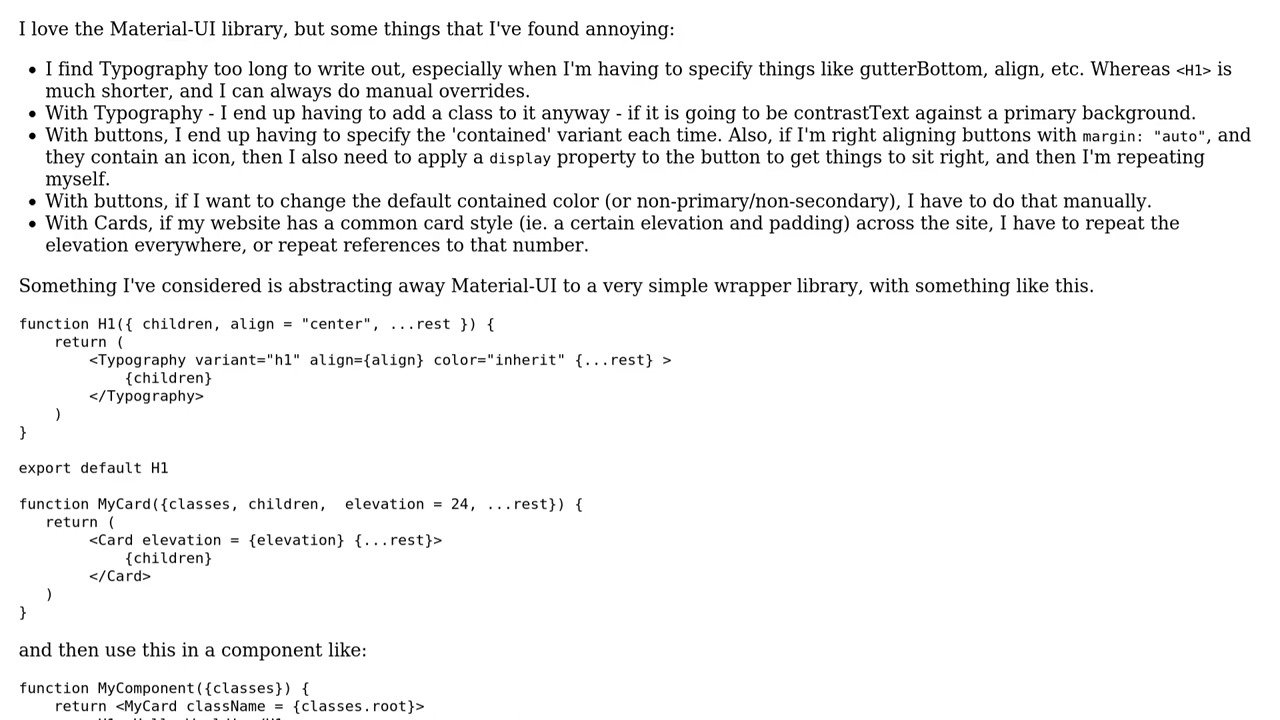 I love the Material-UI library, but some things that I've found annoying:
• I find Typography too long to write out, especially when I'm having to specify things like gutterBottom, align, etc. Whereas <H1> is
much shorter, and I can always do manual overrides.
• With Typography - I end up having to add a class to it anyway - if it is going to be contrastText against a primary background.
• With buttons, I end up having to specify the 'contained' variant each time. Also, if I'm right aligning buttons with margin: "auto", and
they contain an icon, then I also need to apply a display property to the button to get things to sit right, and then I'm repeating
myself.
• With buttons, if I want to change the default contained color (or non-primary/non-secondary), I have to do that manually.
• With Cards, if my website has a common card style (ie. a certain elevation and padding) across the site, I have to repeat the
elevation everywhere, or repeat references to that number.
Something I've considered is abstracting away Material-UI to a very simple wrapper library, with something like this.
function H1({ children, align = "center", ...rest }) {
    return (
        <Typography variant="h1" align={align} color="inherit" {...rest} >
            {children}
        </Typography>
    )
}
export default H1
function MyCard({classes, children,  elevation = 24, ...rest}) {
   return (
        <Card elevation = {elevation} {...rest}>
            {children}
        </Card>
   )
}
and then use this in a component like:
function MyComponent({classes}) {
    return <MyCard className = {classes.root}>